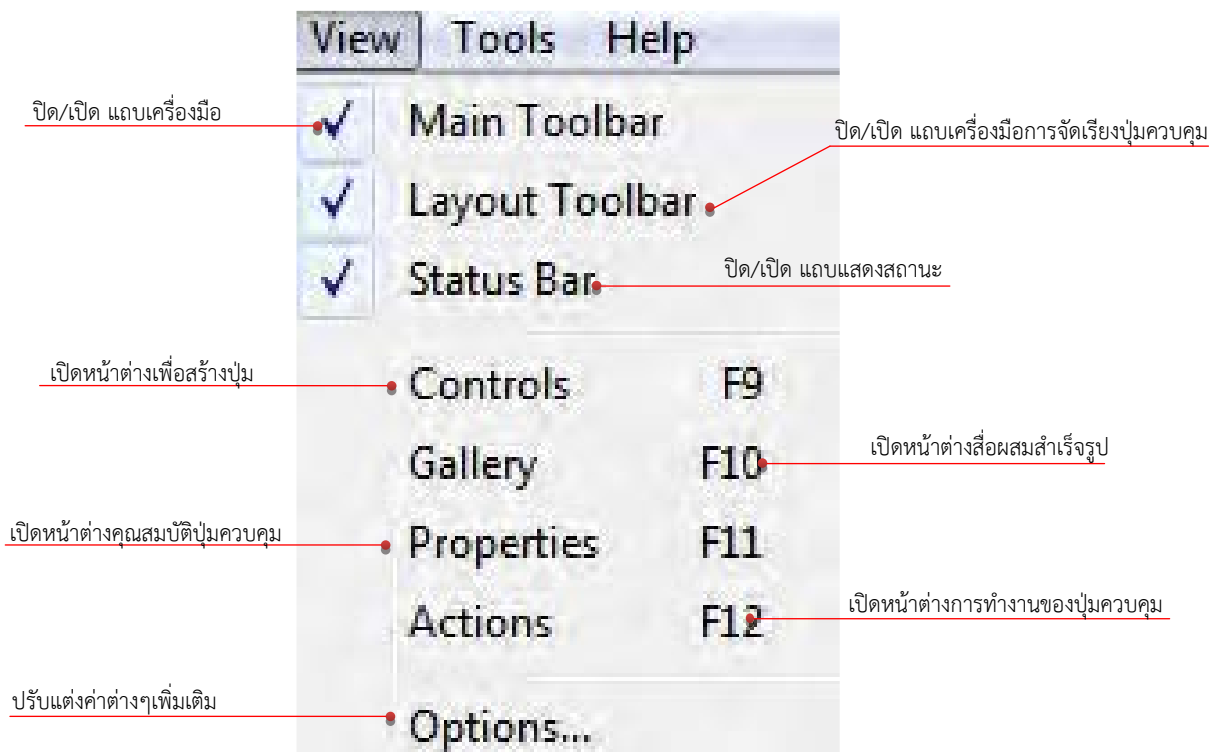 View Tools Help
ปิด/เปิด แถบเครื่องมือ
Main Toolbar
ปิด/เปิด แถบเครื่องมือการจัดเรียงปุ่มควบคุม
Layout Toolbar
Status Bar
ปิด/เปิด แถบแสดงสถานะ
เปิดหน้าต่างเพื่อสร้างปุ่ม
Controls F9
Gallery F10
เปิดหน้าต่างสื่อผสมสำเร็จรูป
เปิดหน้าต่างคุณสมบัติปุ่มควบคุม
Properties F11
Actions F12
เปิดหน้าต่างการทำงานของปุ่มควบคุม
ปรับแต่งค่าต่างๆเพิ่มเติม
Options...